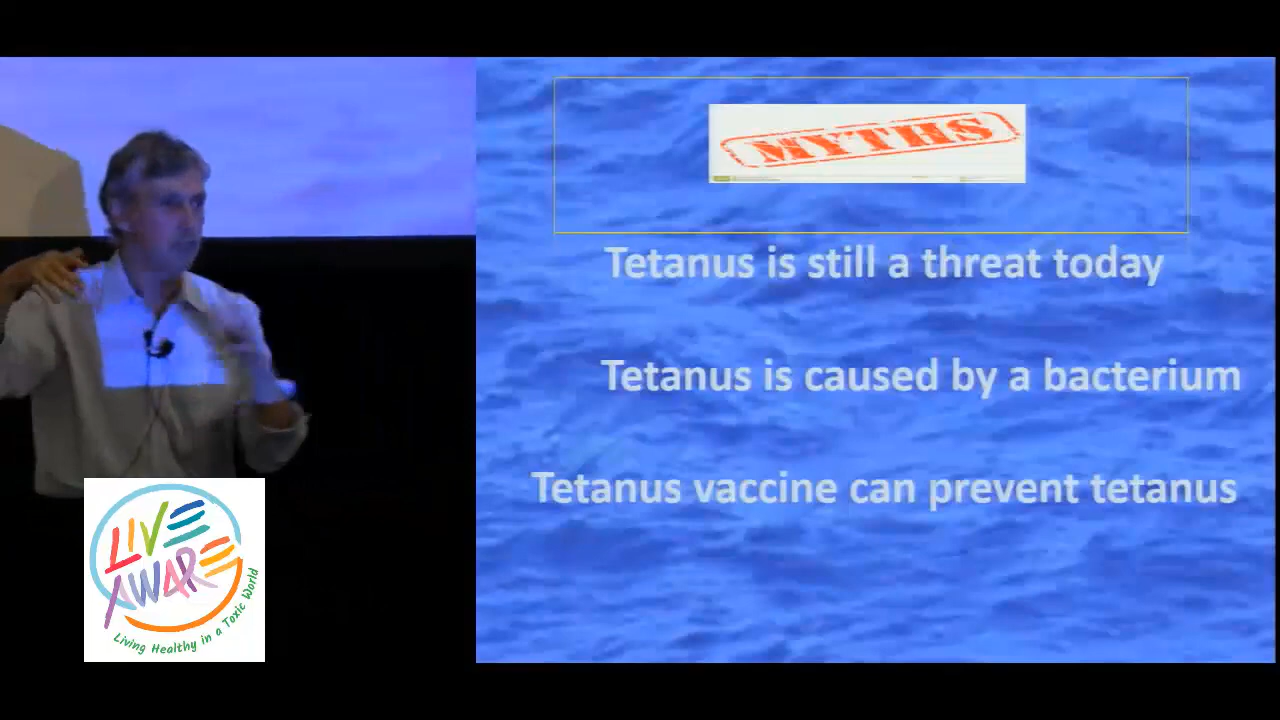 MYTHS
Tetanus is still a threat today
Tetanus is caused by a bacterium
Tetanus vaccine can prevent tetanus
LIVE
AWARE
Living Healthy in a Toxic World